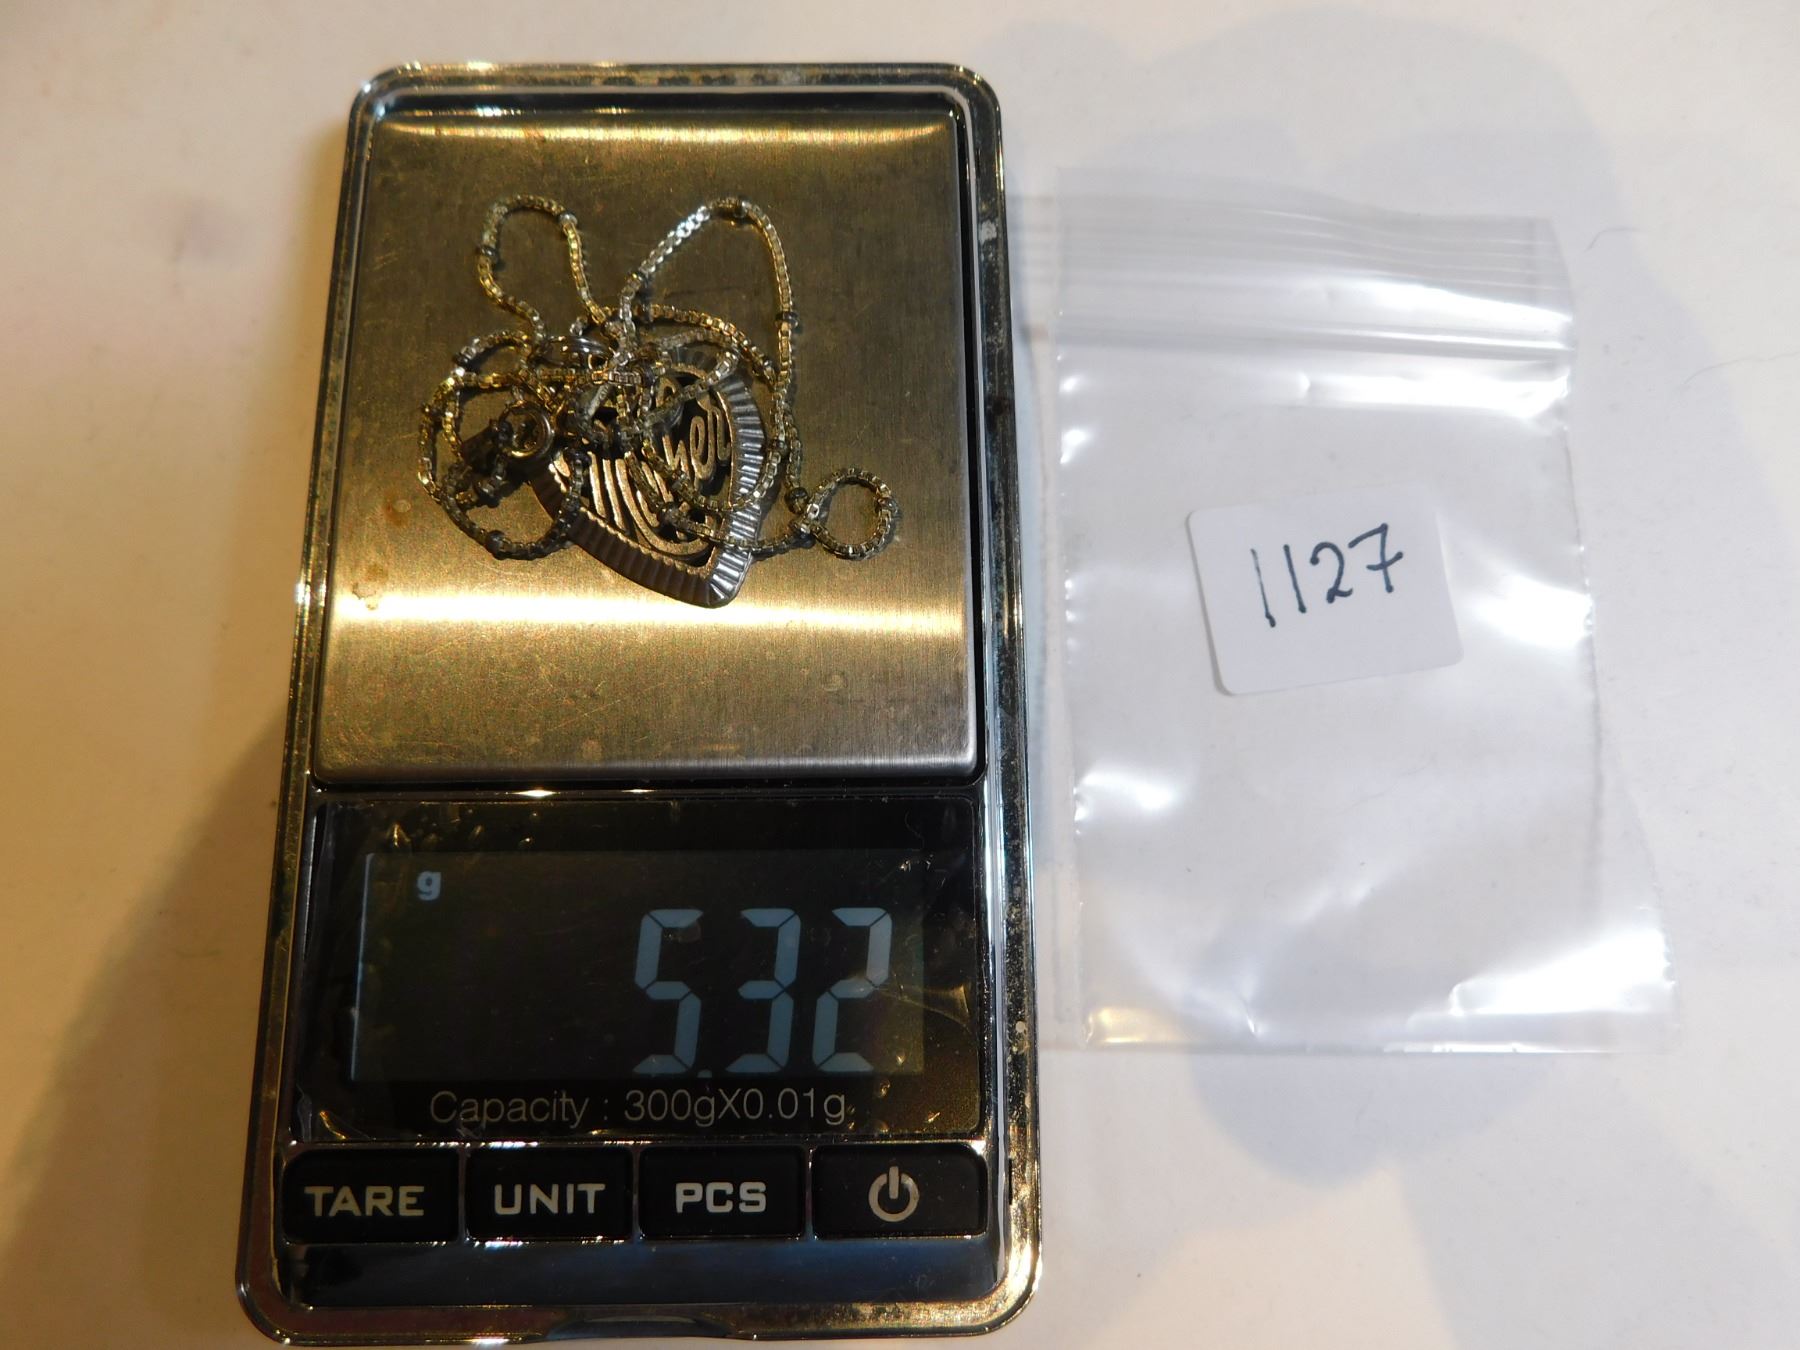 1127
g
5.32
Capacity : 300gX0.01g
TARE
UNIT
PCS